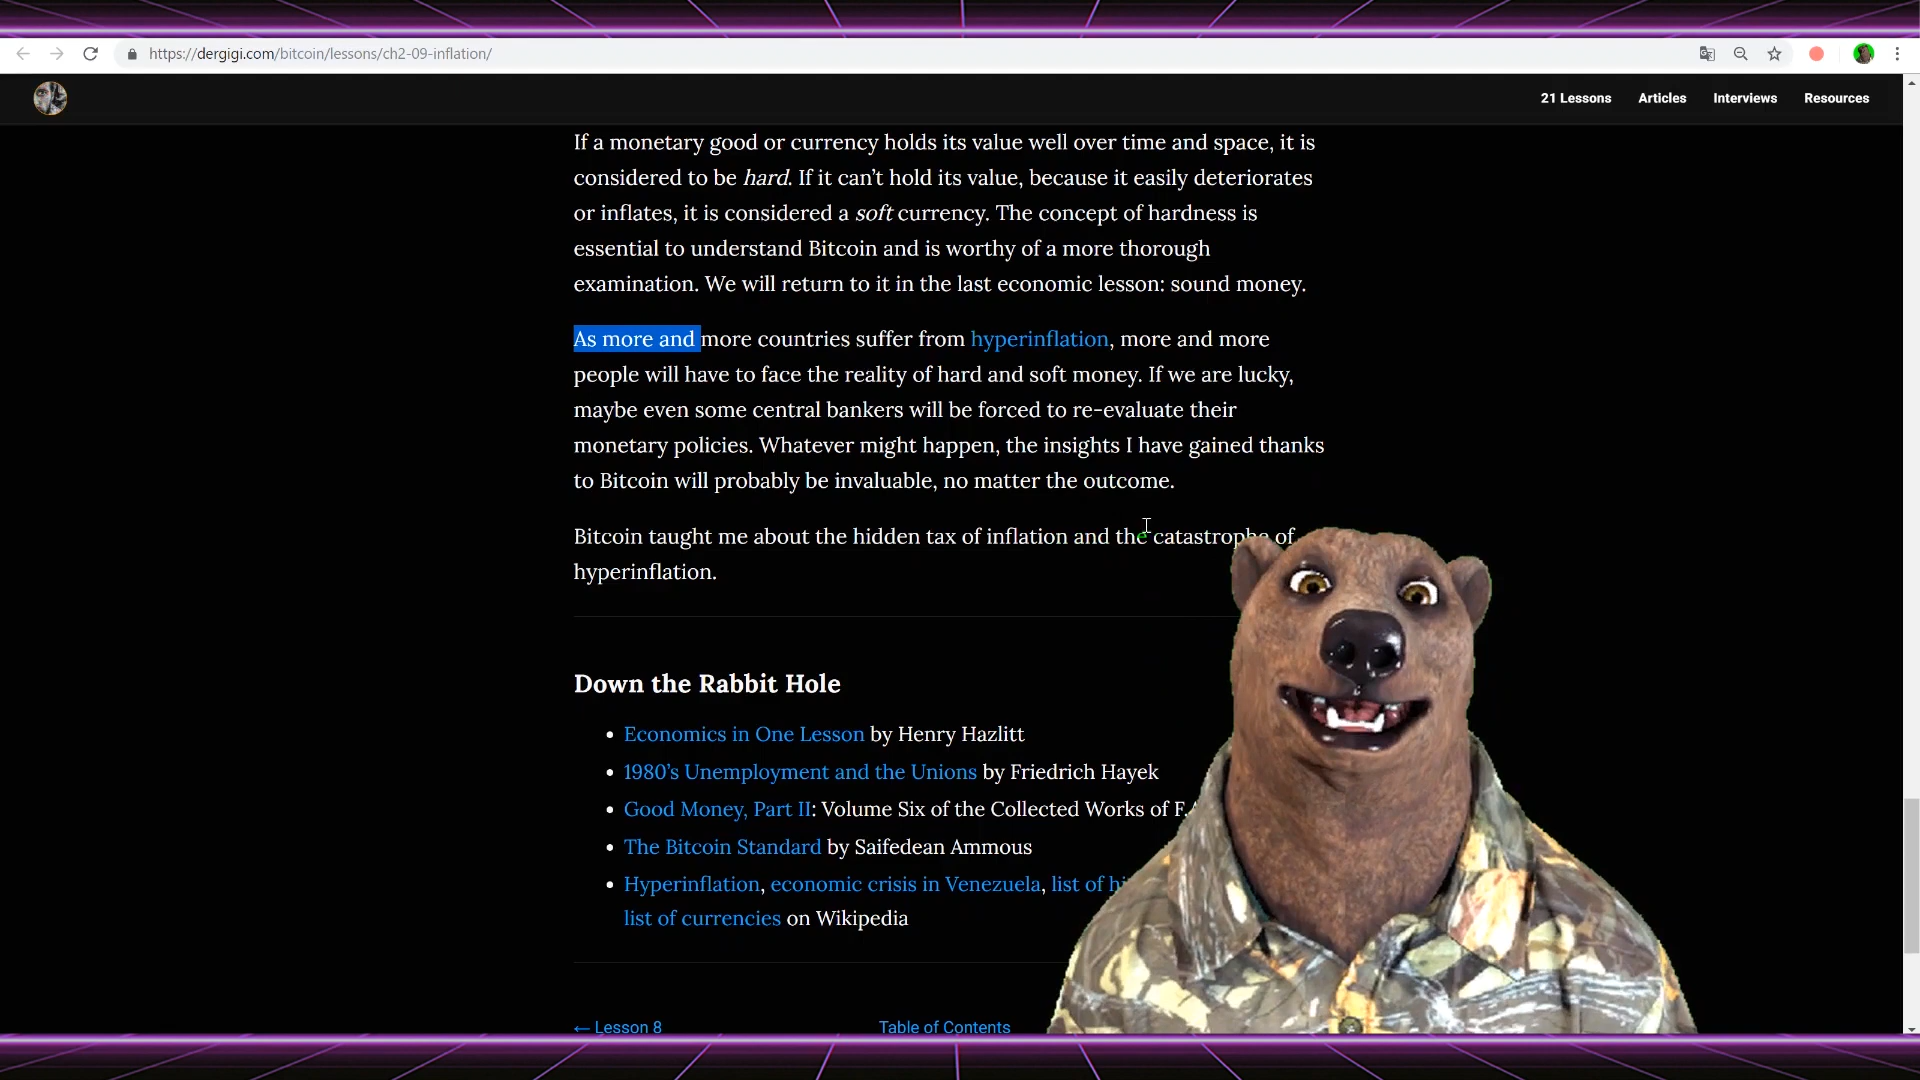 https://dergigi.com/bitcoin/lessons/ch2-09-inflation/
21 Lessons Articles Interviews Resources
If a monetary good or currency holds its value well over time and space, it is
considered to be hard. If it can’t hold its value, because it easily deteriorates
or inflates, it is considered a soft currency. The concept of hardness is
essential to understand Bitcoin and is worthy of a more thorough
examination. We will return to it in the last economic lesson: sound money.
As more and more countries suffer from hyperinflation, more and more
people will have to face the reality of hard and soft money. If we are lucky,
maybe even some central bankers will be forced to re-evaluate their
monetary policies. Whatever might happen, the insights I have gained thanks
to Bitcoin will probably be invaluable, no matter the outcome.
Bitcoin taught me about the hidden tax of inflation and the catastrophe of
hyperinflation.
Down the Rabbit Hole
Economics in One Lesson by Henry Hazlitt
1980’s Unemployment and the Unions by Friedrich Hayek
Good Money, Part II: Volume Six of the Collected Works of F.
The Bitcoin Standard by Saifedean Ammous
Hyperinflation, economic crisis in Venezuela, list of
list of currencies on Wikipedia
← Lesson 8 Table of Contents